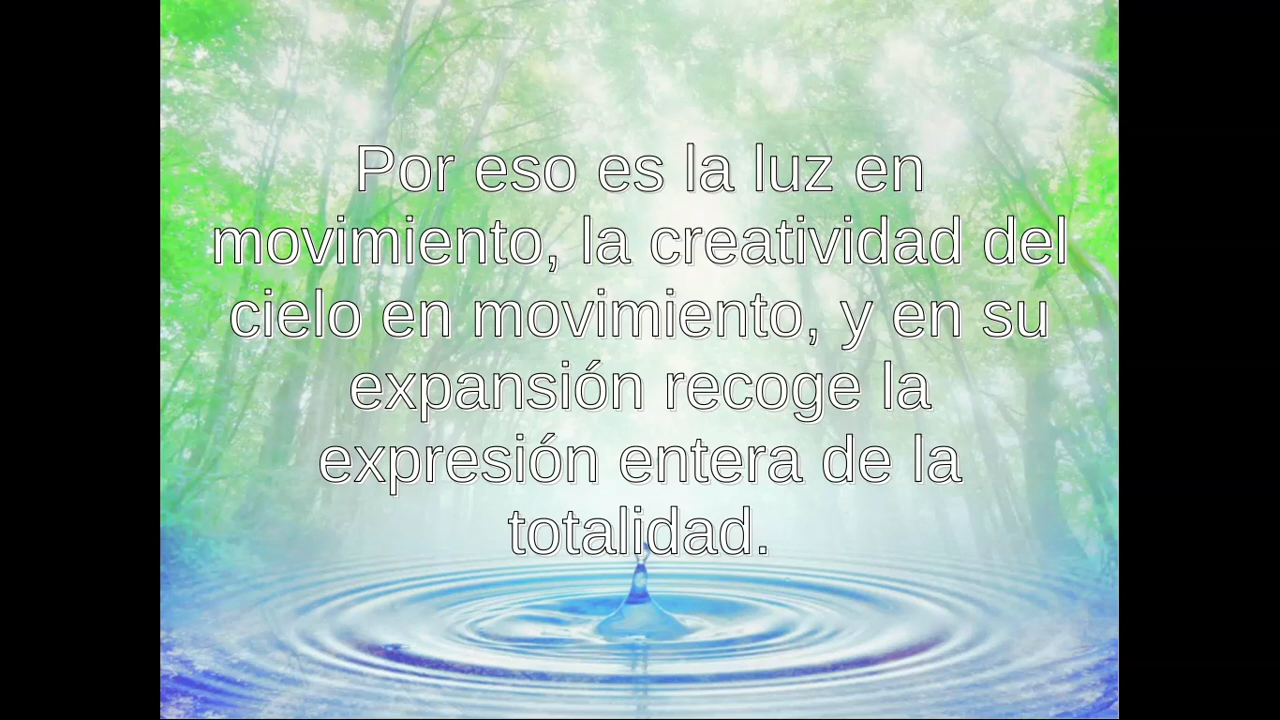 Por eso es la luz en
movimiento, la creatividad del
cielo en movimiento, y en su
expansión recoge la
expresión entera de la
totalidad.